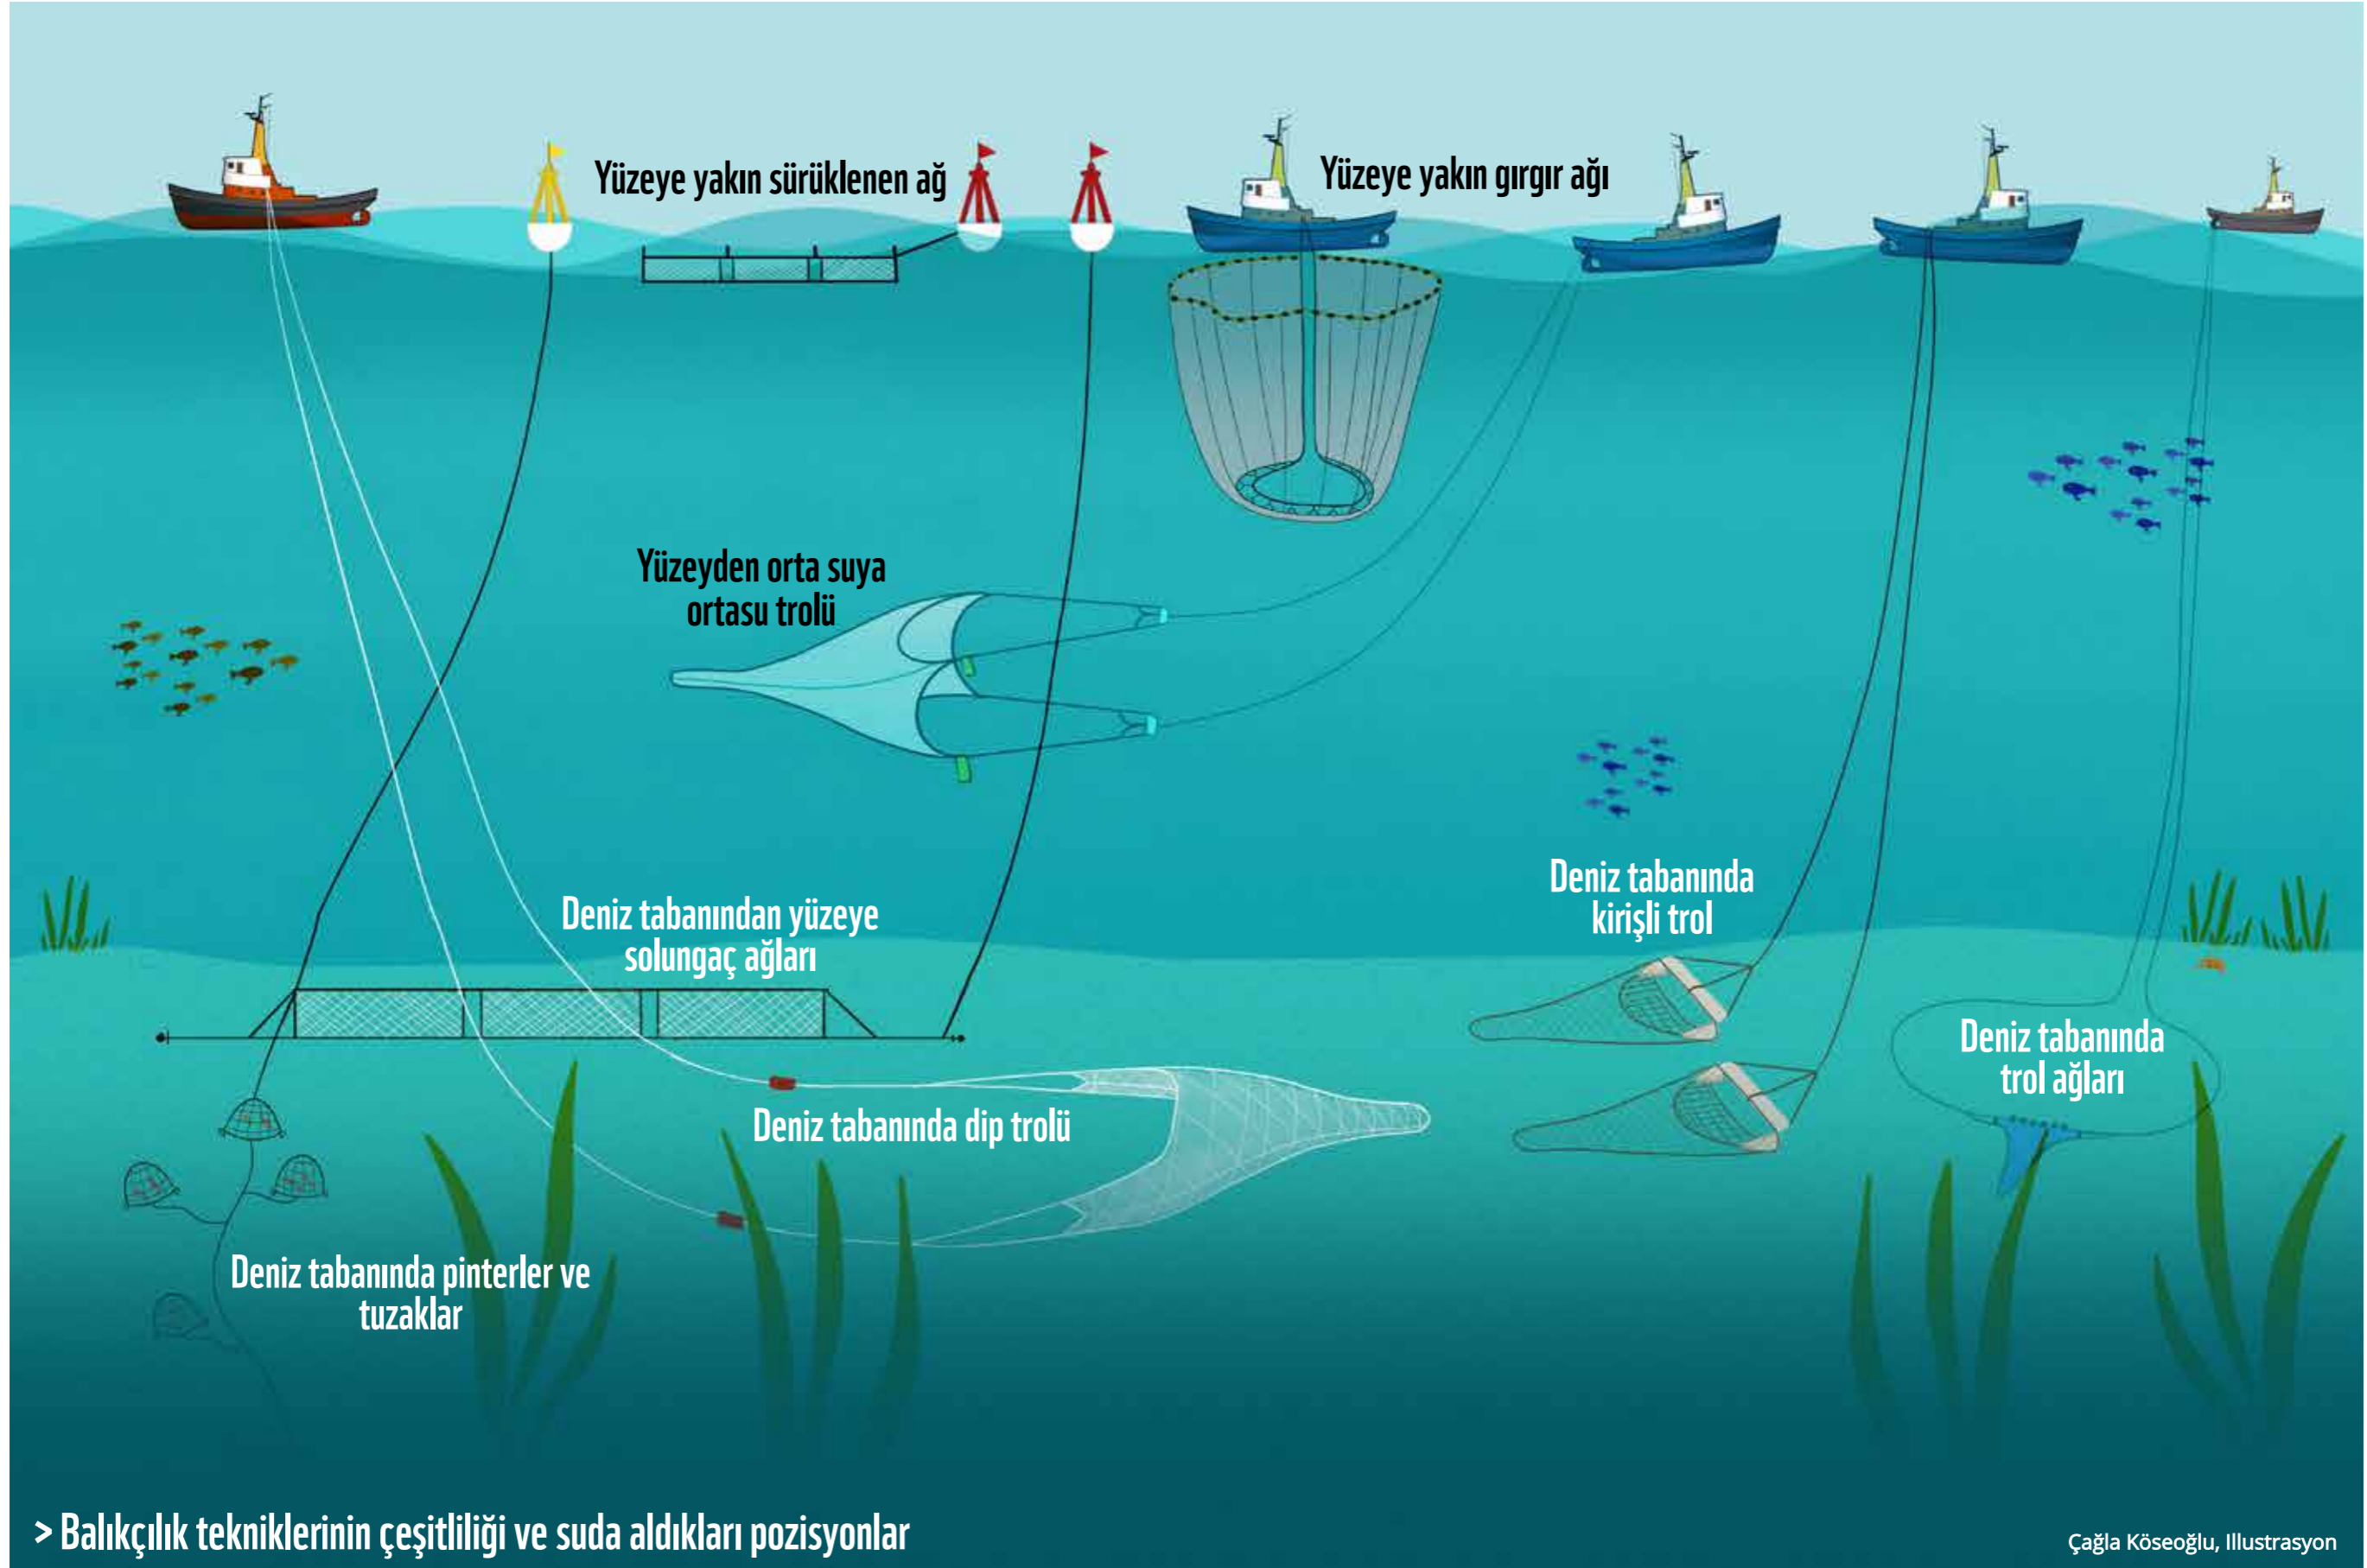 Yüzeye yakın sürüklenen ağ
Yüzeye yakın gırgır ağı
Yüzeyden orta suya
ortasu trolü
Deniz tabanından yüzeye
solungaç ağları
Deniz tabanında
kirişli trol
Deniz tabanında
trol ağları
Deniz tabanında dip trolü
Deniz tabanında pinterler ve
tuzaklar
> Balıkçılık tekniklerinin çeşitliliği ve suda aldıkları pozisyonlar
Çağla Köseoğlu, Illustrasyon